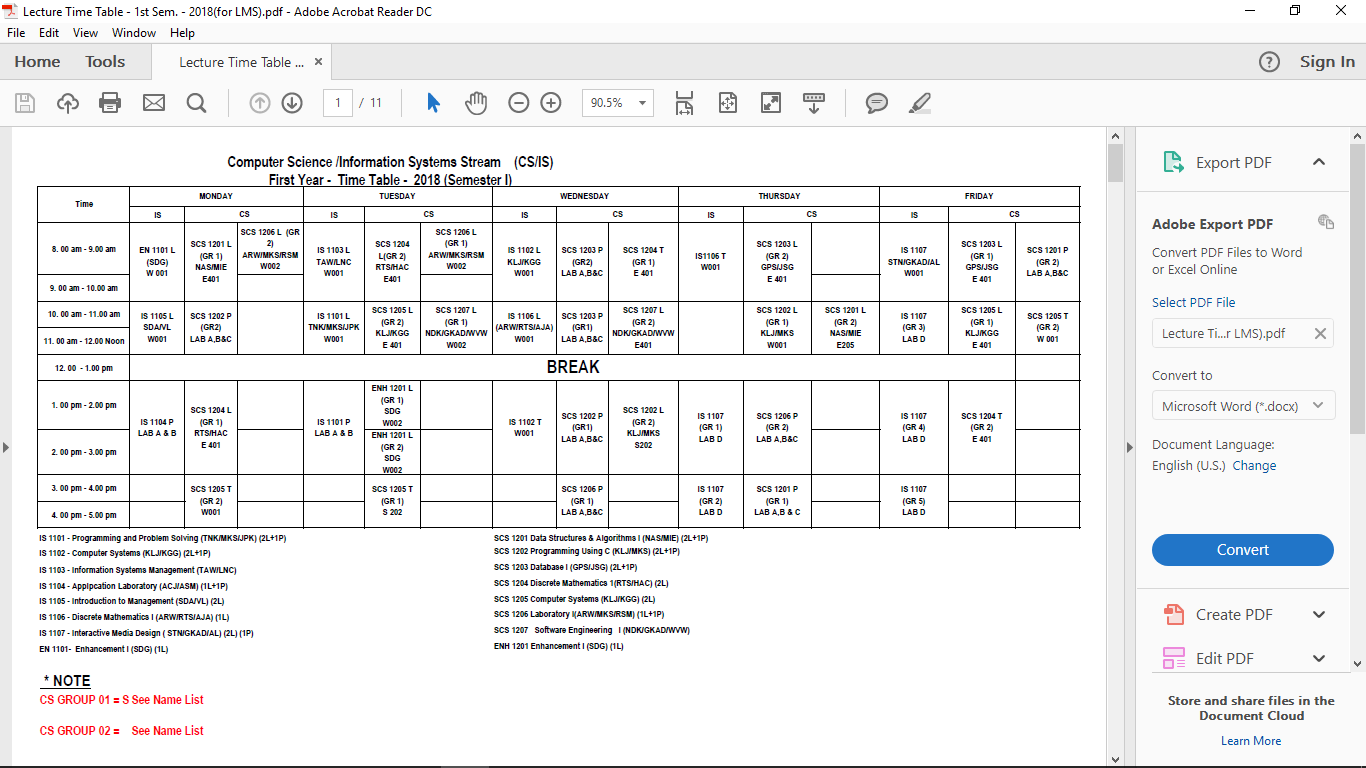 Lecture Time Table - 1st Sem. - 2018(for LMS).pdf - Adobe Acrobat Reader DC
File Edit View Window Help
Home Tools Lecture Time Table ... × ? Sign In
1 / 11 90.5%
Computer Science /Information Systems Stream (CS/IS)
First Year - Time Table - 2018 (Semester I)
Time MONDAY TUESDAY WEDNESDAY THURSDAY FRIDAY
IS CS IS CS IS CS IS CS IS CS
8. 00 am - 9.00 am
9. 00 am - 10.00 am
EN 1101 L
(SDG)
W 001
SCS 1201 L
(GR 1)
NAS/MIE
E401
SCS 1206 L (GR
2)
ARW/MKS/RSM
W002
IS 1103 L
TAW/LNC
W001
SCS 1204
L(GR 2)
RTS/HAC
E401
SCS 1206 L
(GR 1)
ARW/MKS/RSM
W002
IS 1102 L
KLJ/KGG
W001
SCS 1203 P
(GR2)
LAB A,B&C
SCS 1204 T
(GR 1)
E 401
IS1106 T
W001
SCS 1203 L
(GR 2)
GPS/JSG
E 401
IS 1107
STN/GKAD/AL
W001
SCS 1203 L
(GR 1)
GPS/JSG
E 401
SCS 1201 P
(GR 2)
LAB A,B&C
10. 00 am - 11.00 am
11. 00 am - 12.00 Noon
IS 1105 L
SDA/VL
W001
SCS 1202 P
(GR2)
LAB A,B&C
IS 1101 L
TNK/MKS/JPK
W001
SCS 1205 L
(GR 2)
KLJ/KGG
E 401
SCS 1207 L
(GR 1)
NDK/GKAD/WVW
W002
IS 1106 L
(ARW/RTS/AJA)
W001
SCS 1203 P
(GR1)
LAB A,B&C
SCS 1207 L
(GR 2)
NDK/GKAD/WVW
E401
SCS 1202 L
(GR 1)
KLJ/MKS
W001
SCS 1201 L
(GR 2)
NAS/MIE
E205
IS 1107
(GR 3)
LAB D
SCS 1205 L
(GR 1)
KLJ/KGG
E 401
SCS 1205 T
(GR 2)
W 001
12. 00 - 1.00 pm BREAK
1. 00 pm - 2.00 pm
2. 00 pm - 3.00 pm
IS 1104 P
LAB A & B
SCS 1204 L
(GR 1)
RTS/HAC
E 401
IS 1101 P
LAB A & B
ENH 1201 L
(GR 1)
SDG
W002
ENH 1201 L
(GR 2)
SDG
W002
IS 1102 T
W001
SCS 1202 P
(GR1)
LAB A,B&C
SCS 1202 L
(GR 2)
KLJ/MKS
S202
IS 1107
(GR 1)
LAB D
SCS 1206 P
(GR 2)
LAB A,B&C
IS 1107
(GR 4)
LAB D
SCS 1204 T
(GR 2)
E 401
3. 00 pm - 4.00 pm
4. 00 pm - 5.00 pm
SCS 1205 T
(GR 2)
W001
SCS 1205 T
(GR 1)
S 202
SCS 1206 P
(GR 1)
LAB A,B&C
IS 1107
(GR 2)
LAB D
SCS 1201 P
(GR 1)
LAB A,B & C
IS 1107
(GR 5)
LAB D
IS 1101 - Programming and Problem Solving (TNK/MKS/JPK) (2L+1P)
IS 1102 - Computer Systems (KLJ/KGG) (2L+1P)
IS 1103 - Information Systems Management (TAW/LNC)
IS 1104 - Appipcation Laboratory (ACJ/ASM) (1L+1P)
IS 1105 - Introduction to Management (SDA/VL) (2L)
IS 1106 - Discrete Mathematics I (ARW/RTS/AJA) (1L)
IS 1107 - Interactive Media Design ( STN/GKAD/AL) (2L) (1P)
EN 1101- Enhancement I (SDG) (1L)
SCS 1201 Data Structures & Algorithms I (NAS/MIE) (2L+1P)
SCS 1202 Programming Using C (KLJ/MKS) (2L+1P)
SCS 1203 Database I (GPS/JSG) (2L+1P)
SCS 1204 Discrete Mathematics 1(RTS/HAC) (2L)
SCS 1205 Computer Systems (KLJ/KGG) (2L)
SCS 1206 Laboratory I(ARW/MKS/RSM) (1L+1P)
SCS 1207 Software Engineering I (NDK/GKAD/WVW)
ENH 1201 Enhancement I (SDG) (1L)
* NOTE
CS GROUP 01 = S See Name List
CS GROUP 02 = See Name List
Export PDF
Adobe Export PDF
Convert PDF Files to Word
or Excel Online
Select PDF File
Lecture Ti...r LMS).pdf
Convert to
Microsoft Word (*.docx)
Document Language:
English (U.S.) Change
Convert
Create PDF
Edit PDF
Store and share files in the
Document Cloud
Learn More